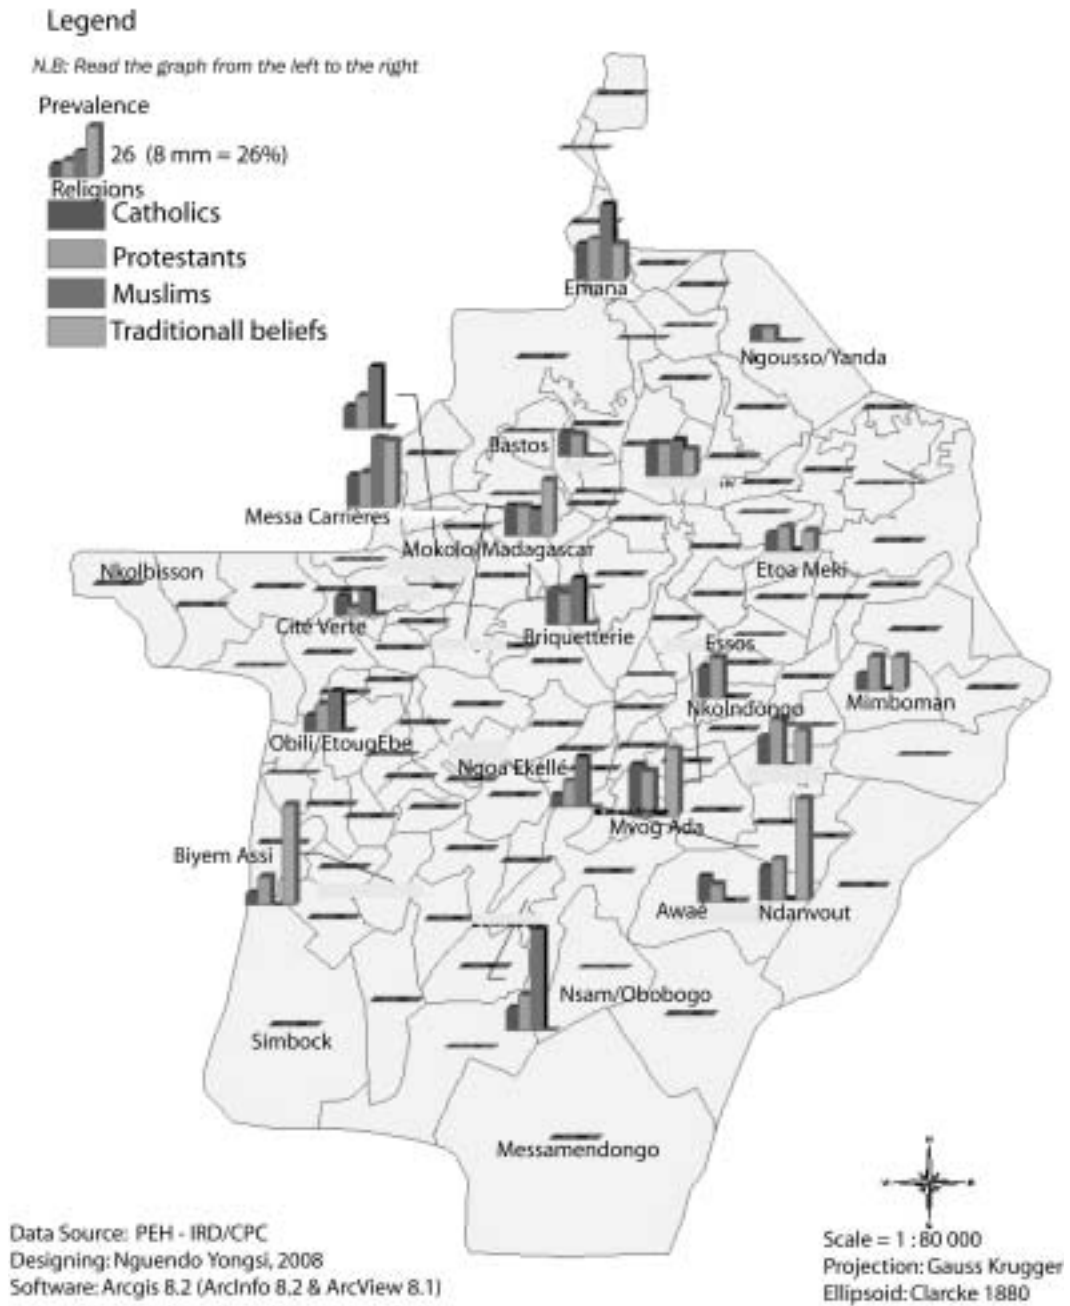 Legend
N.B: Read the graph from the left to the right
Prevalence
26 (8 mm = 26%)
Religions
Catholics
Protestants
Muslims
Traditionall beliefs
Emana
Ngousso/Yanda
Bastos
Messa Carrières
Mokolo/Madagascar
Nkolbisson
Etoa Meki
Cité Verte
Briquetterie
Essos
Mimboman
Nkolndongo
Obili/EtougEbe
Ngoa Ekellé
Mvog Ada
Biyem Assi
Awaé
Ndanvout
Nsam/Obobogo
Simbock
Messamendongo
Data Source: PEH - IRD/CPC
Designing: Nguendo Yongsi, 2008
Software: Arcgis 8.2 (ArcInfo 8.2 & ArcView 8.1)
Scale = 1 : 80 000
Projection: Gauss Krugger
Ellipsoid: Clarcke 1880